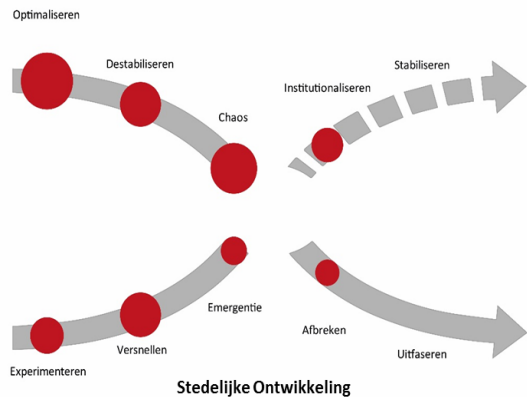 Optimaliseren
Destabiliseren
Chaos
Institutionaliseren
Stabiliseren
Experimenteren
Versnellen
Emergentie
Afbreken
Uitfaseren
Stedelijke Ontwikkeling